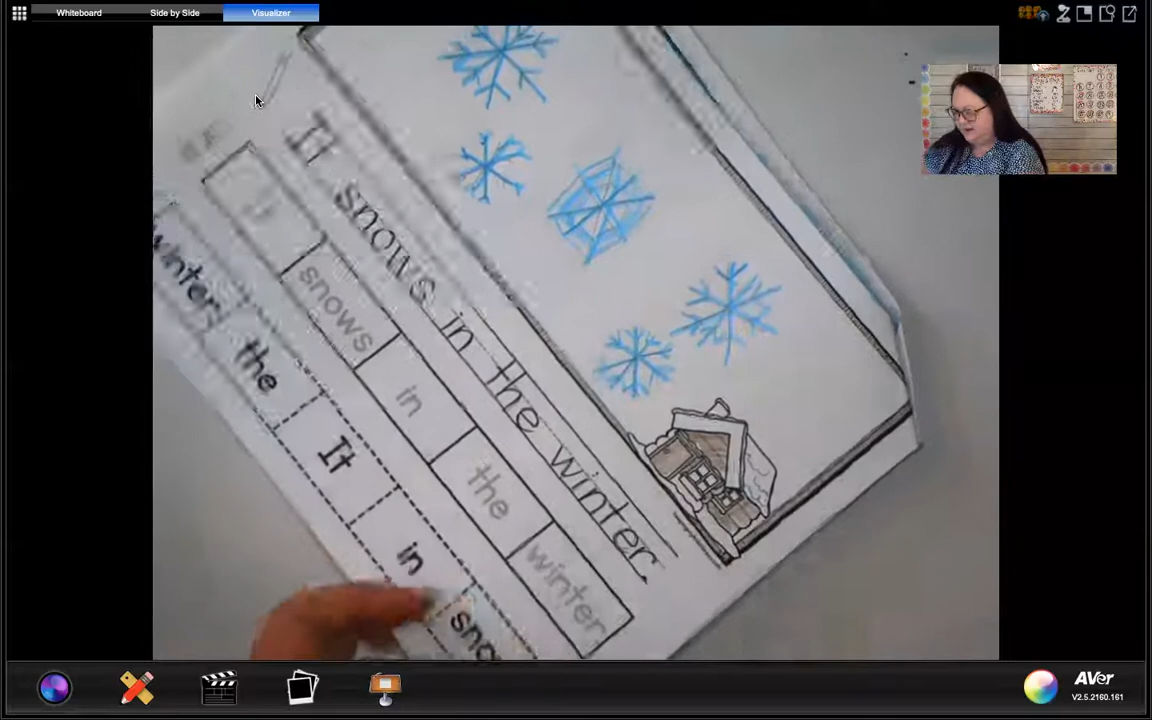 Whiteboard
Side by Side
Visualizer
It snows in the winter.
snows in the winter
winter. the It in sno
AVer
V2.5.2160.161